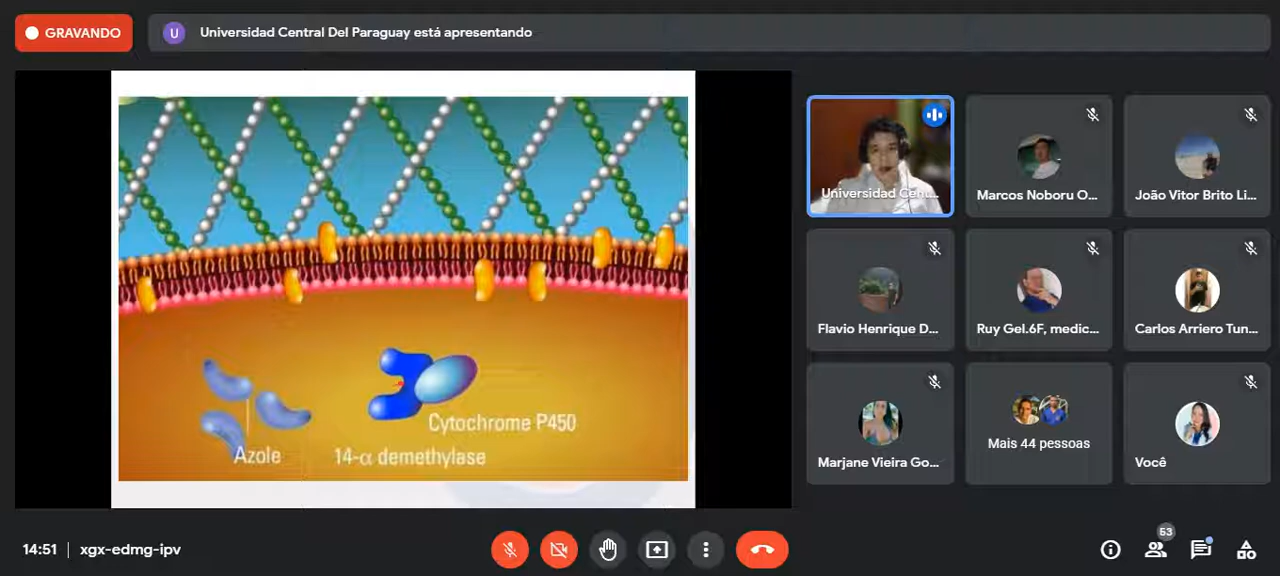 GRAVANDO
U
Universidad Central Del Paraguay está apresentando
Azole
Cytochrome P450
14-α demethylase
Universidad Cen...
Marcos Noboru O...
João Vitor Brito Li...
Flavio Henrique D...
Ruy Gel.6F, medic...
Carlos Arriero Tun...
Marjane Vieira Go...
Mais 44 pessoas
Você
14:51 | xgx-edmg-ipv
53